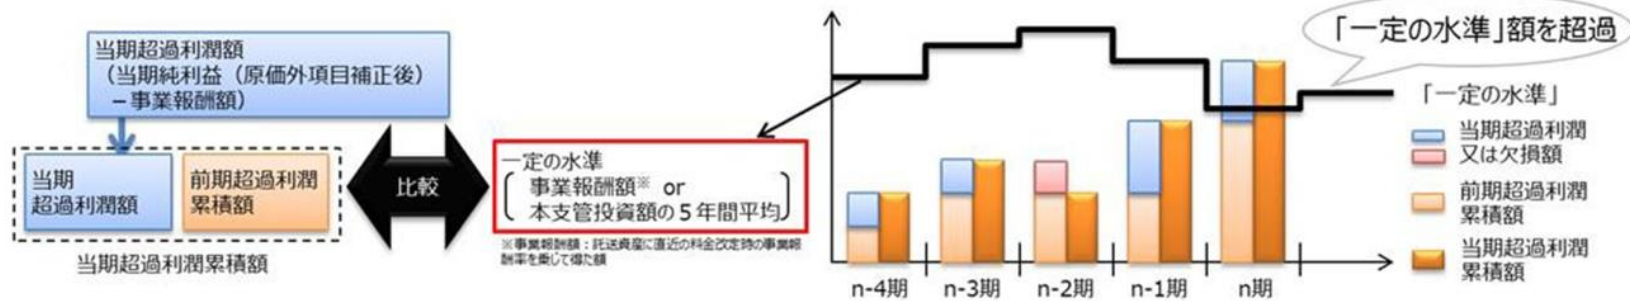 当期超過利潤額
（当期純利益（原価外項目補正後）
－事業報酬額）
当期
超過利潤額
前期超過利潤
累積額
当期超過利潤累積額
比較
一定の水準
事業報酬額※ or
本支管投資額の５年間平均
※事業報酬額：託送資産に直近の料金改定時の事業報
酬率を乗じて得た額
n-4期
n-3期
n-2期
n-1期
n期
「一定の水準」額を超過
「一定の水準」
当期超過利潤
又は欠損額
前期超過利潤
累積額
当期超過利潤
累積額